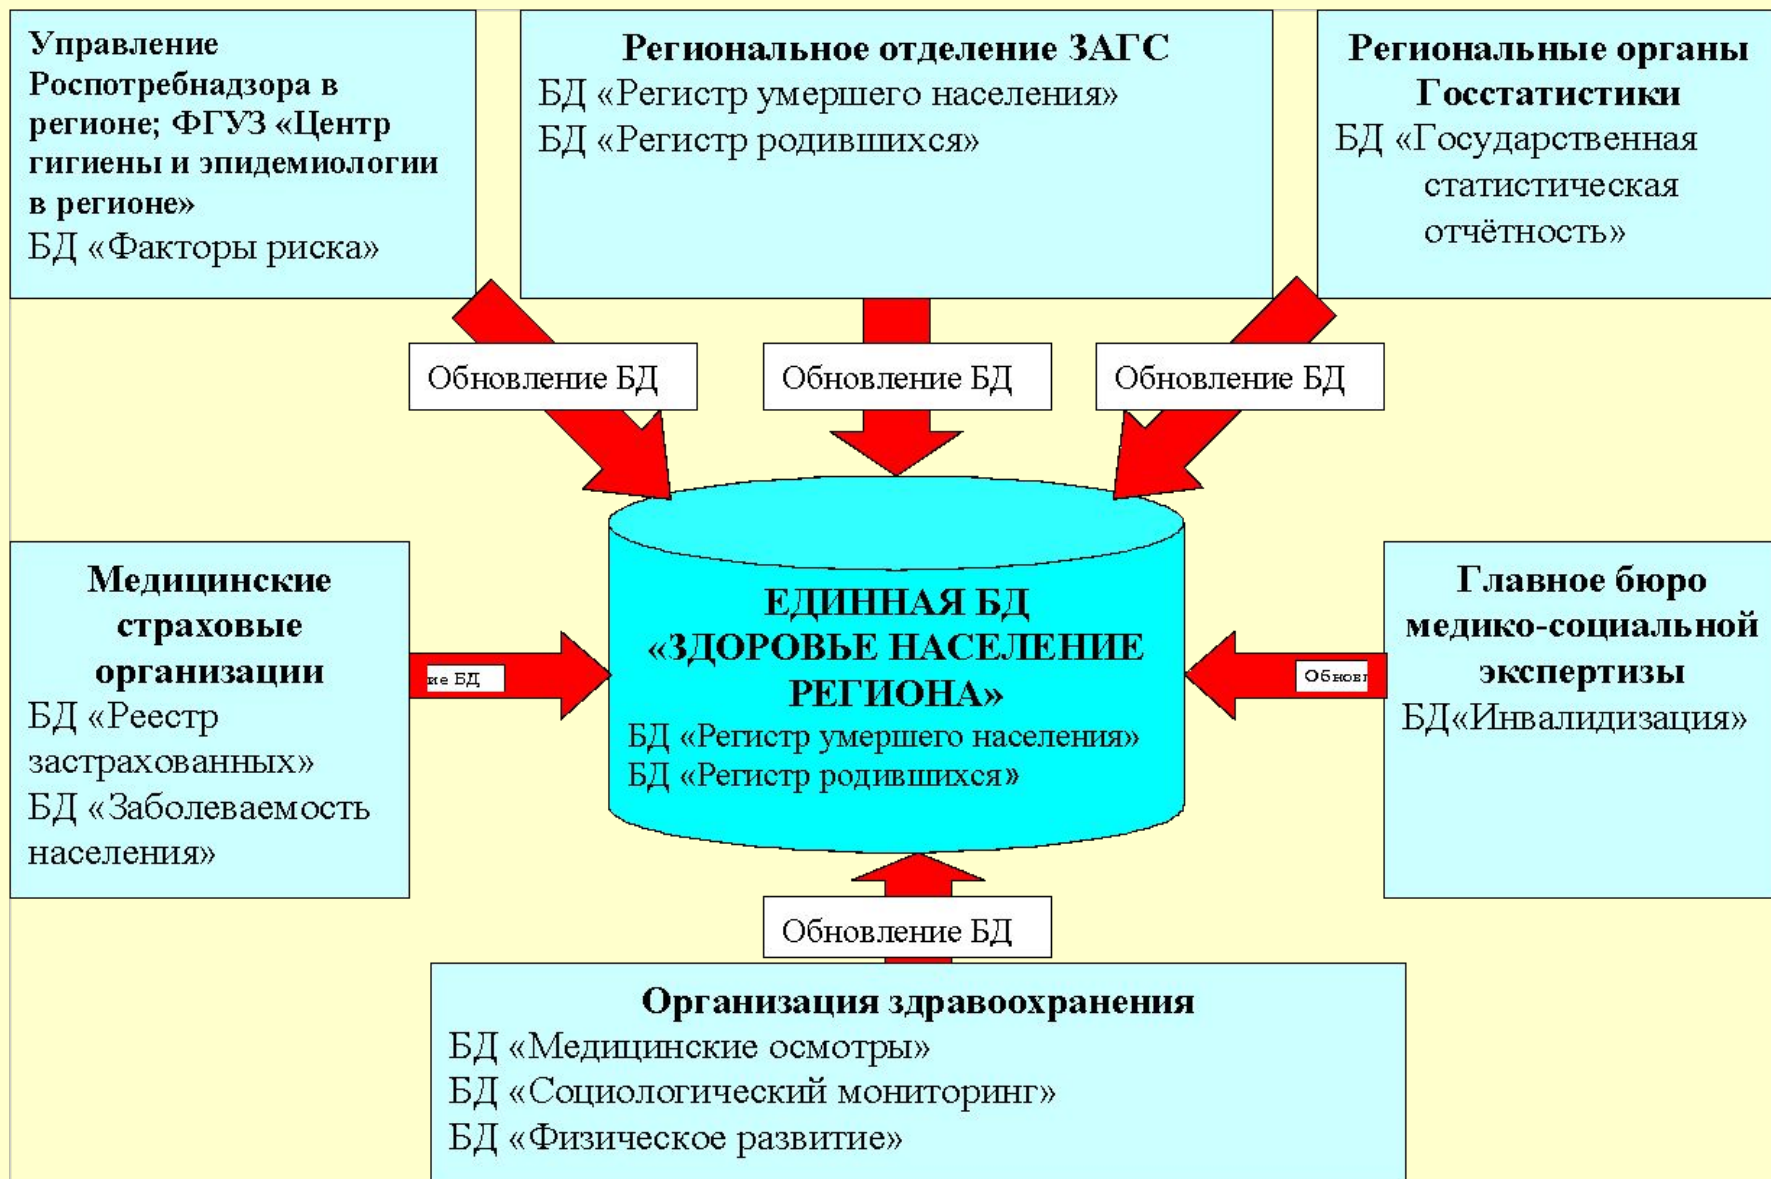 Управление
Роспотребнадзора в
регионе; ФГУЗ «Центр
гигиены и эпидемиологии
в регионе»
БД «Факторы риска»
Региональное отделение ЗАГС
БД «Регистр умершего населения»
БД «Регистр родившихся»
Региональные органы
Госстатистики
БД «Государственная
статистическая
отчётность»
Обновление БД
Обновление БД
Обновление БД
Медицинские
страховые
организации
БД «Реестр
застрахованных»
БД «Заболеваемость
населения»
ие БД
ЕДИННАЯ БД
«ЗДОРОВЬЕ НАСЕЛЕНИЕ
РЕГИОНА»
БД «Регистр умершего населения»
БД «Регистр родившихся»
Обновл
Главное бюро
медико-социальной
экспертизы
БД«Инвалидизация»
Обновление БД
Организация здравоохранения
БД «Медицинские осмотры»
БД «Социологический мониторинг»
БД «Физическое развитие»